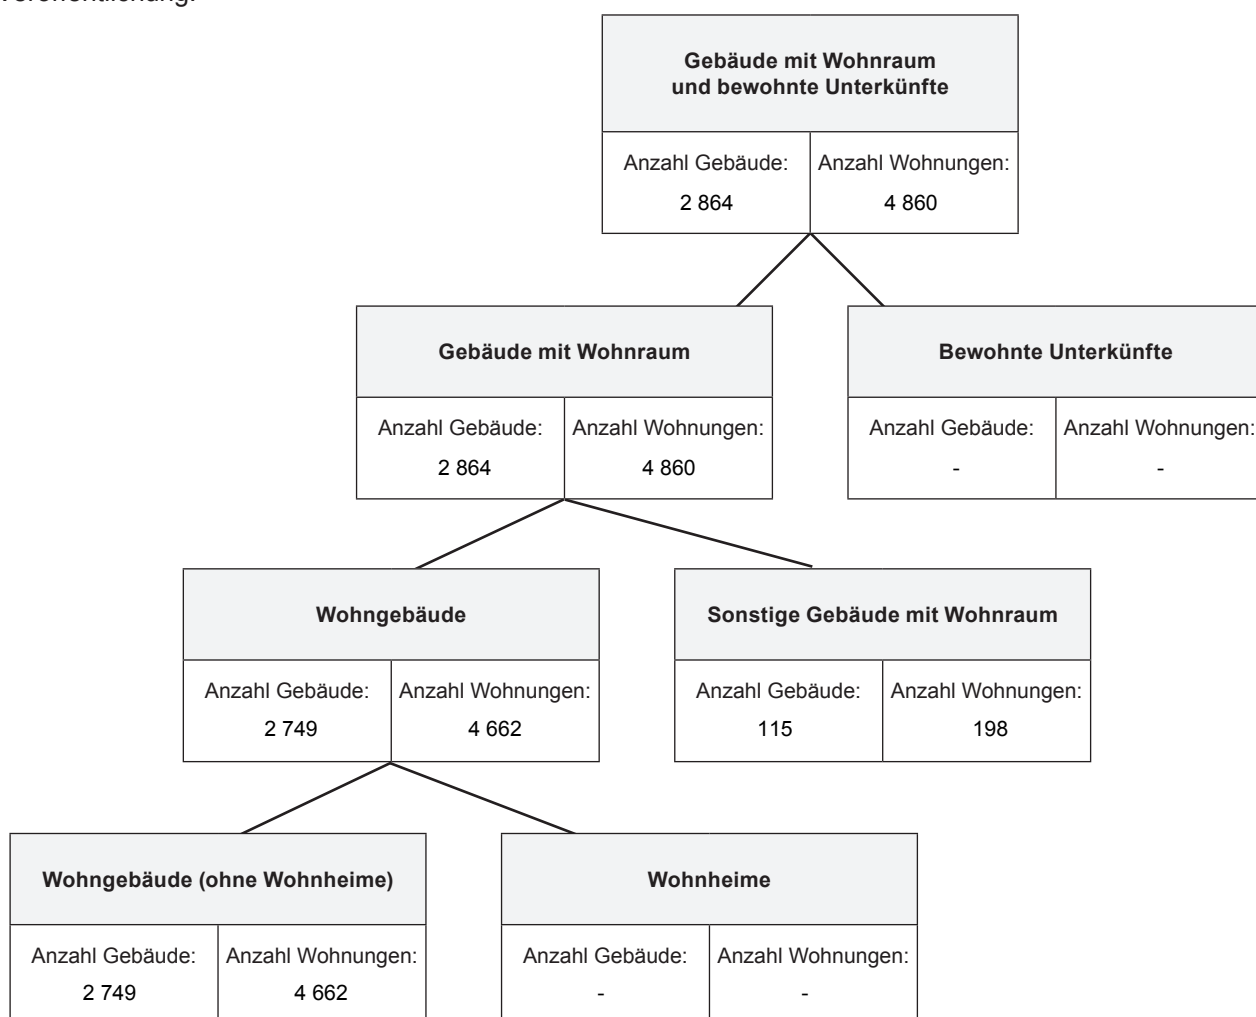 Veröffentlichung.
Gebäude mit Wohnraum
und bewohnte Unterkünfte
Anzahl Gebäude: Anzahl Wohnungen:
2 864 4 860
Gebäude mit Wohnraum Bewohnte Unterkünfte
Anzahl Gebäude: Anzahl Wohnungen: Anzahl Gebäude: Anzahl Wohnungen:
2 864 4 860 - -
Wohngebäude Sonstige Gebäude mit Wohnraum
Anzahl Gebäude: Anzahl Wohnungen: Anzahl Gebäude: Anzahl Wohnungen:
2 749 4 662 115 198
Wohngebäude (ohne Wohnheime) Wohnheime
Anzahl Gebäude: Anzahl Wohnungen: Anzahl Gebäude: Anzahl Wohnungen:
2 749 4 662 - -